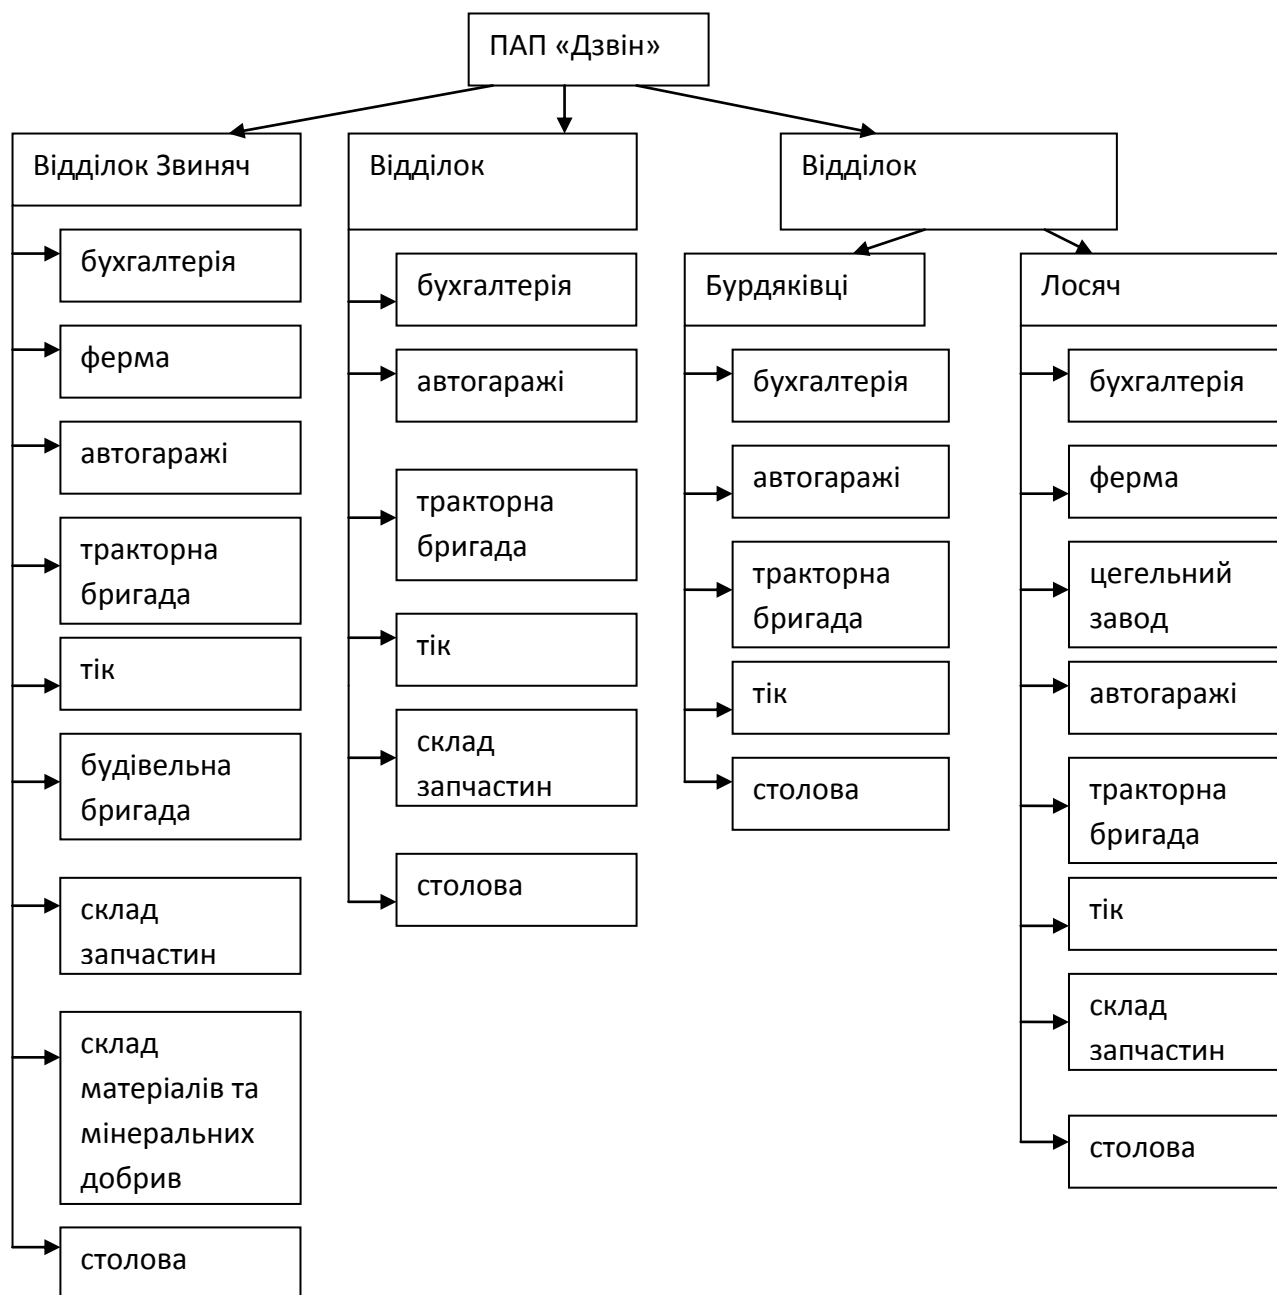 ПАП «Дзвін»
Відділок Звиняч
бухгалтерія
ферма
автогаражі
тракторна
бригада
тік
будівельна
бригада
склад
запчастин
склад
матеріалів та
мінеральних
добрив
столова
Відділок
бухгалтерія
автогаражі
тракторна
бригада
тік
склад
запчастин
столова
Відділок
Бурдяківці
бухгалтерія
автогаражі
тракторна
бригада
тік
столова
Лосяч
бухгалтерія
ферма
цегельний
завод
автогаражі
тракторна
бригада
тік
склад
запчастин
столова